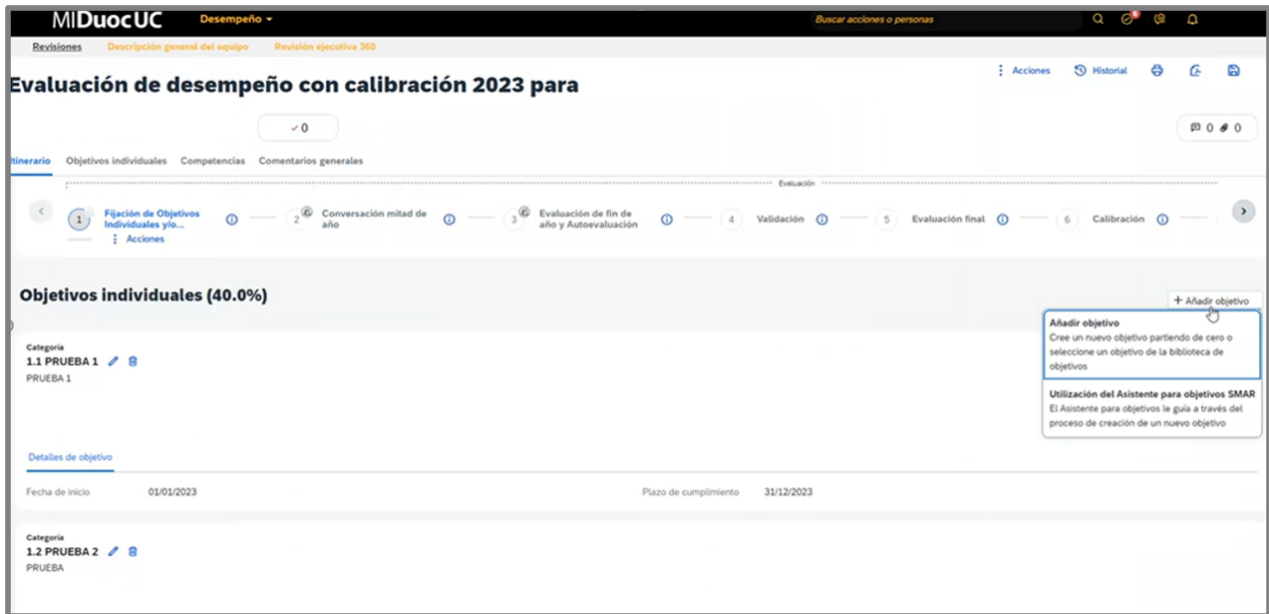 MIDuoc UC Desempeño Buscar acciones o personas
Revisiones Descripción general del equipo Revisión ejecutiva 360
Acciones Historial
Evaluación de desempeño con calibración 2023 para
0
0 0
Itinerario Objetivos individuales Competencias Comentarios generales
Evaluación
1 Fijación de Objetivos Individuales y/o...
Acciones
2 Conversación mitad de año
3 Evaluación de fin de año y Autoevaluación
4 Validación
5 Evaluación final
6 Calibración
Objetivos individuales (40.0%)
+ Añadir objetivo
Añadir objetivo
Cree un nuevo objetivo partiendo de cero o
seleccione un objetivo de la biblioteca de
objetivos
Utilización del Asistente para objetivos SMAR
El Asistente para objetivos le guía a través del
proceso de creación de un nuevo objetivo
Categoría
1.1 PRUEBA 1
PRUEBA 1
Detalles de objetivo
Fecha de inicio 01/01/2023 Plazo de cumplimiento 31/12/2023
Categoría
1.2 PRUEBA 2
PRUEBA